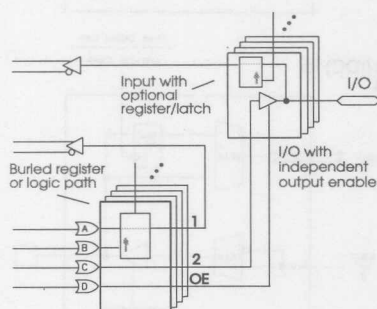 Input with
optional
register/latch
I/O
I/O with
independent
output enable
Buried register
or logic path
A
B
C
D
1
2
OE